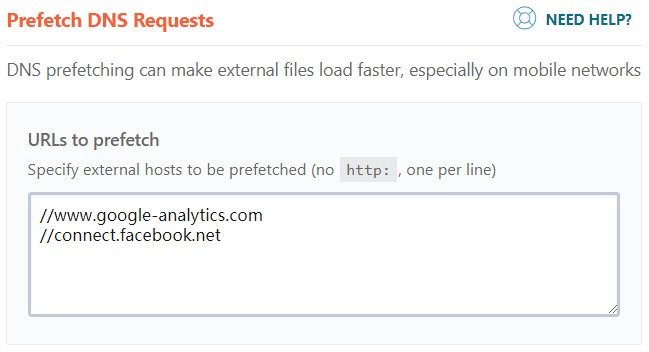 Prefetch DNS Requests
NEED HELP?
DNS prefetching can make external files load faster, especially on mobile networks
URLs to prefetch
Specify external hosts to be prefetched (no http: , one per line)
//www.google-analytics.com
//connect.facebook.net